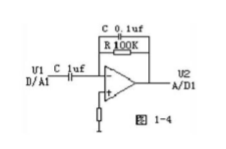 C 0.1uf
R 100K
U1 C 1uf U2
D/A1 A/D1
图 1-4